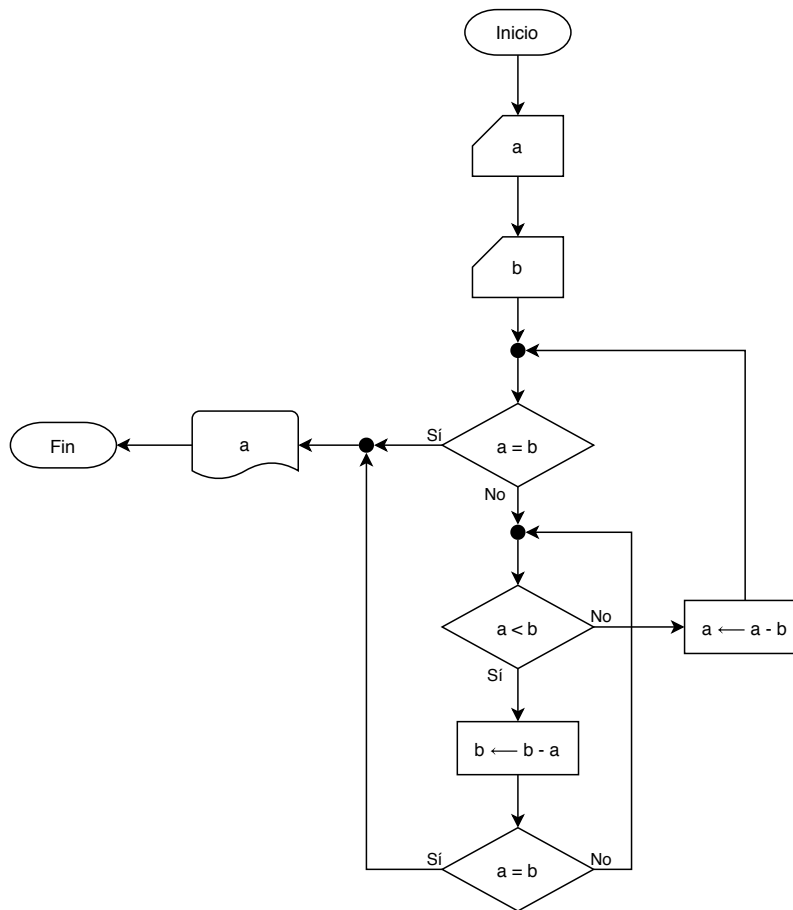 Inicio
a
b
Fin
a
Sí
a = b
No
a < b
No
a ⟵ a - b
Sí
b ⟵ b - a
Sí
a = b
No